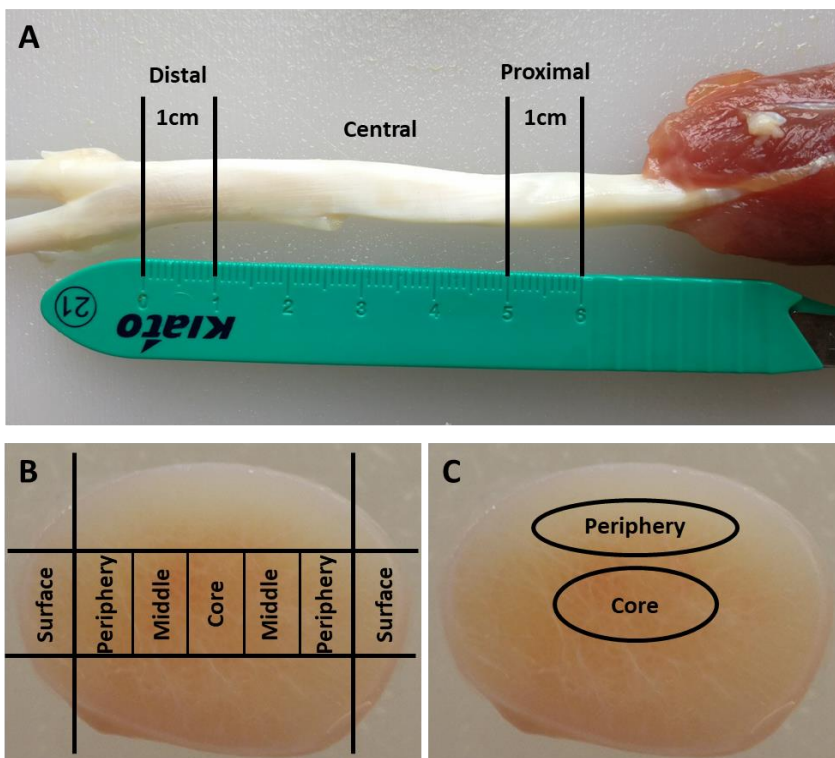 A
Distal
Proximal
1cm
1cm
Central
0 1 2 3 4 5 6
21
Kiato
B
Surface
Periphery
Middle
Core
Middle
Periphery
Surface
C
Periphery
Core